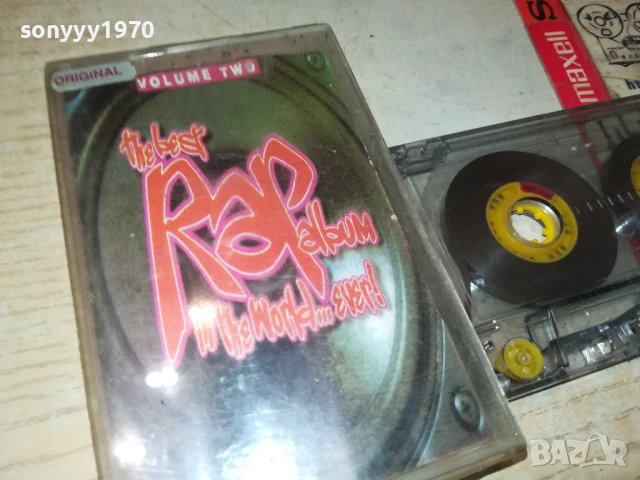 sonyyy1970
ORIGINAL
VOLUME TWO
the best
Rap
album
in the world... ever!
maxell
S
BAZAR